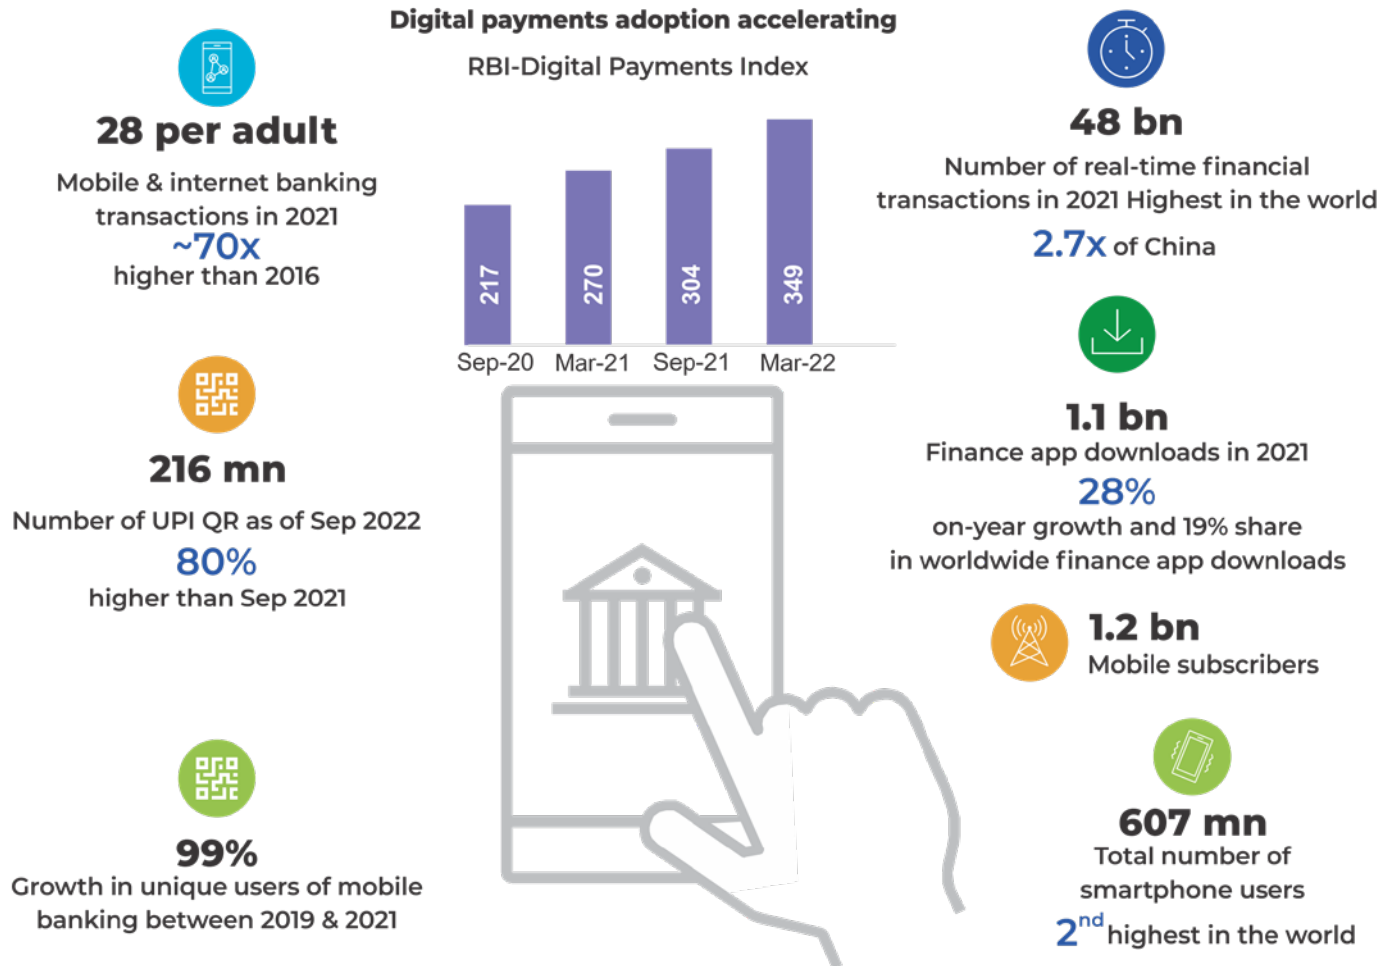 Digital payments adoption accelerating
RBI-Digital Payments Index
217
270
304
349
Sep-20 Mar-21 Sep-21 Mar-22
28 per adult
Mobile & internet banking
transactions in 2021
~70x
higher than 2016
216 mn
Number of UPI QR as of Sep 2022
80%
higher than Sep 2021
99%
Growth in unique users of mobile
banking between 2019 & 2021
48 bn
Number of real-time financial
transactions in 2021 Highest in the world
2.7x of China
1.1 bn
Finance app downloads in 2021
28%
on-year growth and 19% share
in worldwide finance app downloads
1.2 bn
Mobile subscribers
607 mn
Total number of
smartphone users
2nd highest in the world